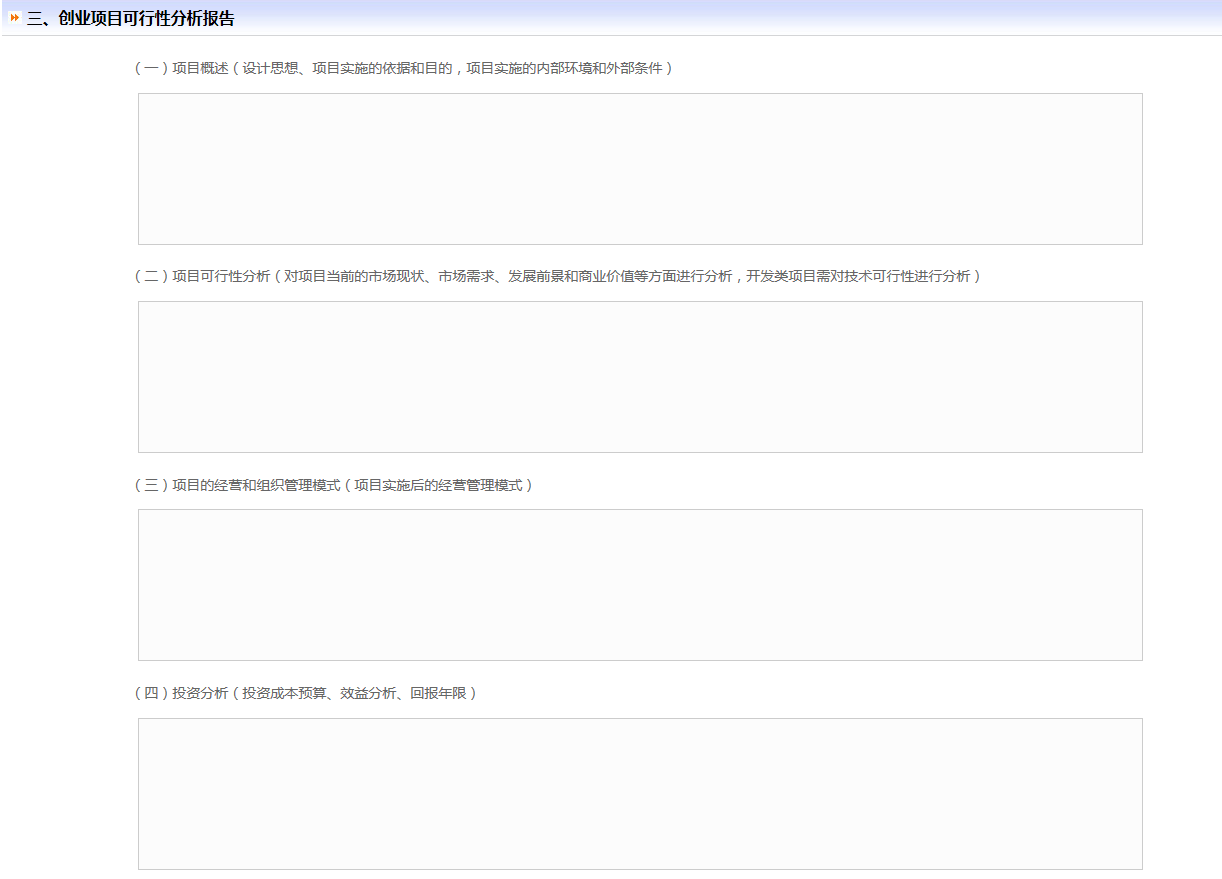 三、创业项目可行性分析报告
（一）项目概述（设计思想、项目实施的依据和目的，项目实施的内部环境和外部条件）
（二）项目可行性分析（对项目当前的市场现状、市场需求、发展前景和商业价值等方面进行分析，开发类项目需对技术可行性进行分析）
（三）项目的经营和组织管理模式（项目实施后的经营管理模式）
（四）投资分析（投资成本预算、效益分析、回报年限）